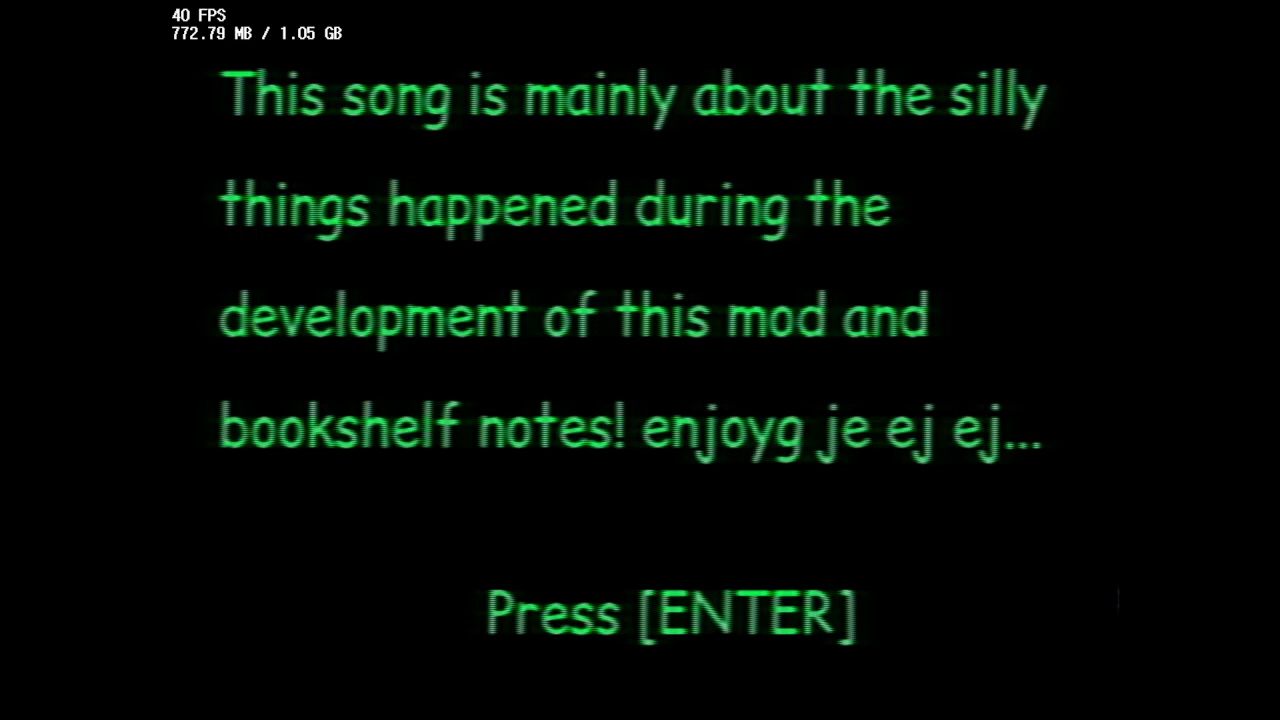 40 FPS
772.79 MB / 1.05 GB
This song is mainly about the silly
things happened during the
development of this mod and
bookshelf notes! enjoyg je ej ej...
Press [ENTER]